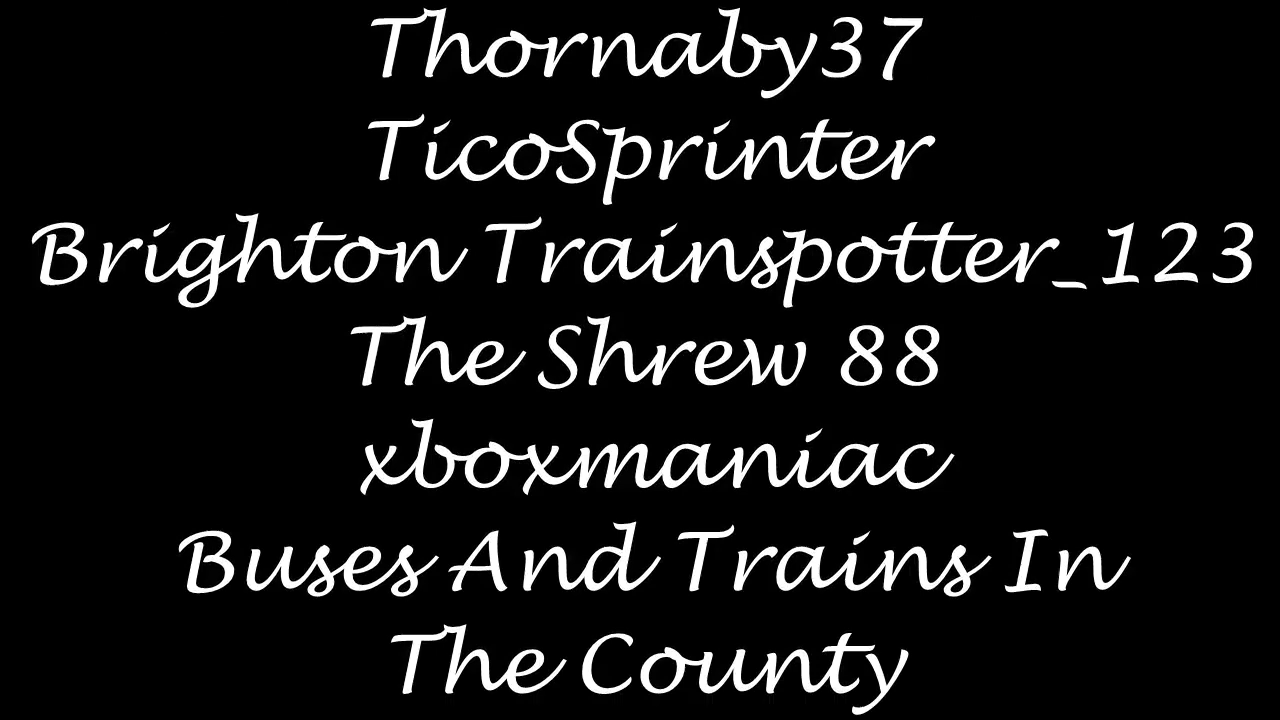 Thornaby37
TicoSprinter
Brighton Trainspotter_123
The Shrew 88
xboxmaniac
Buses And Trains In
The County